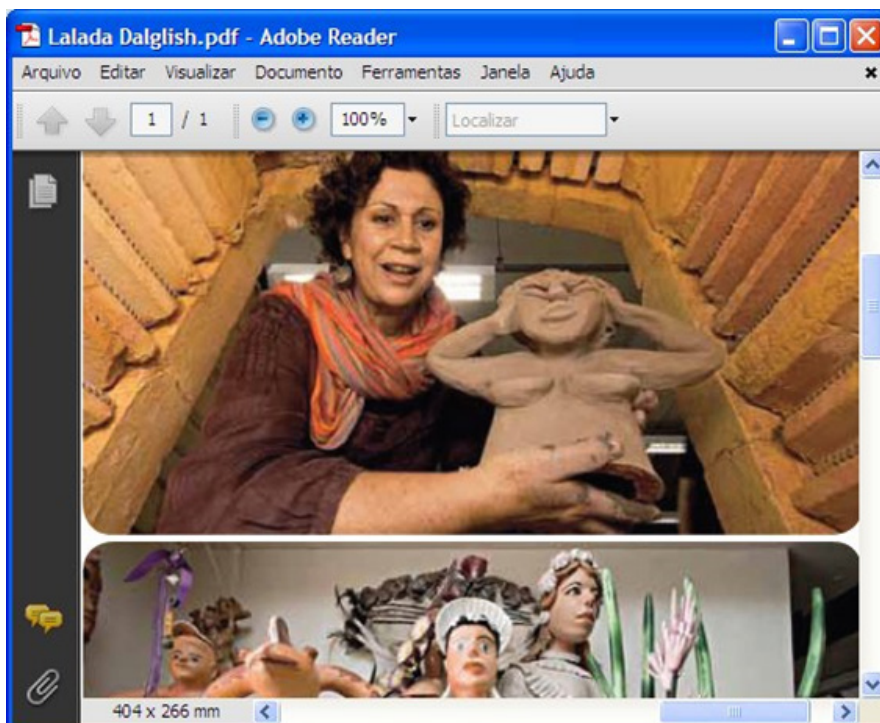 Lalada Dalglish.pdf - Adobe Reader
Arquivo Editar Visualizar Documento Ferramentas Janela Ajuda
1 / 1 100% Localizar
404 x 266 mm